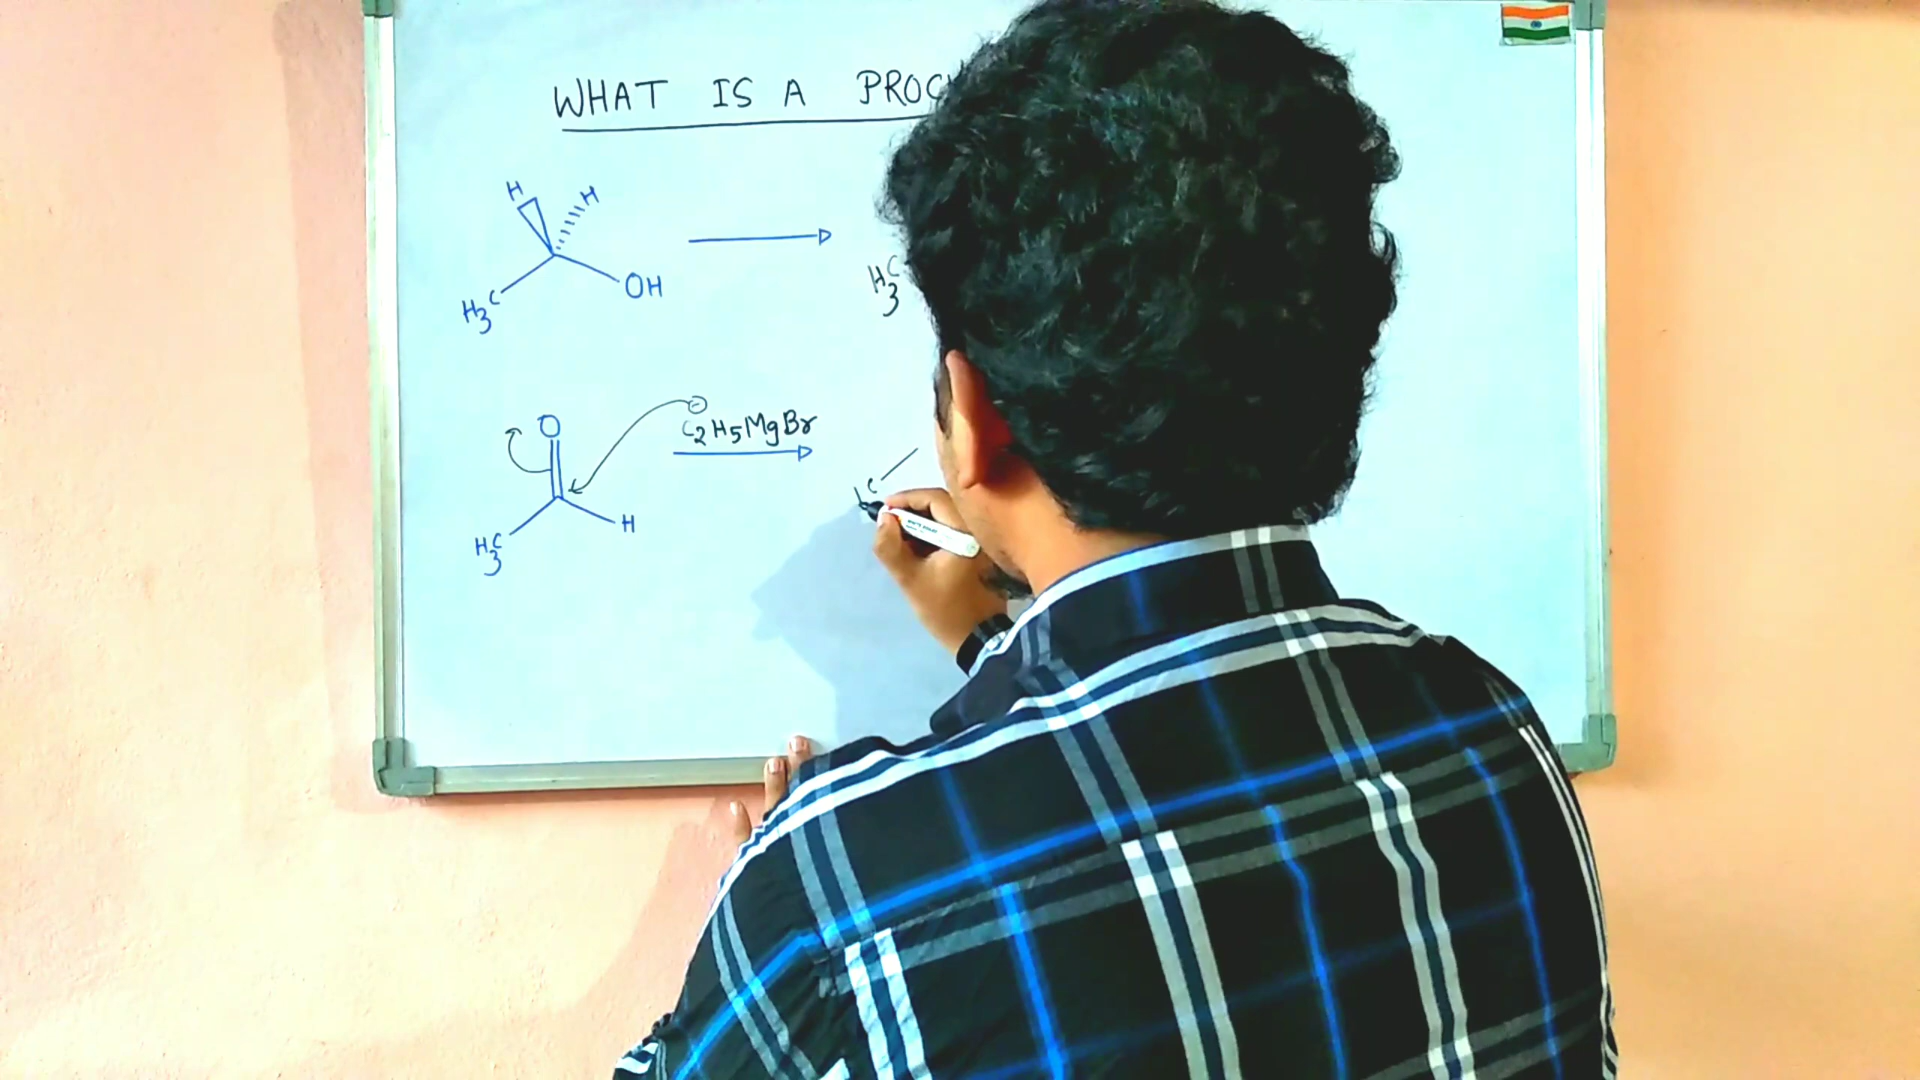 WHAT IS A PROC
H H
H3C OH
H3C
O
C2H5MgBr
H3C H